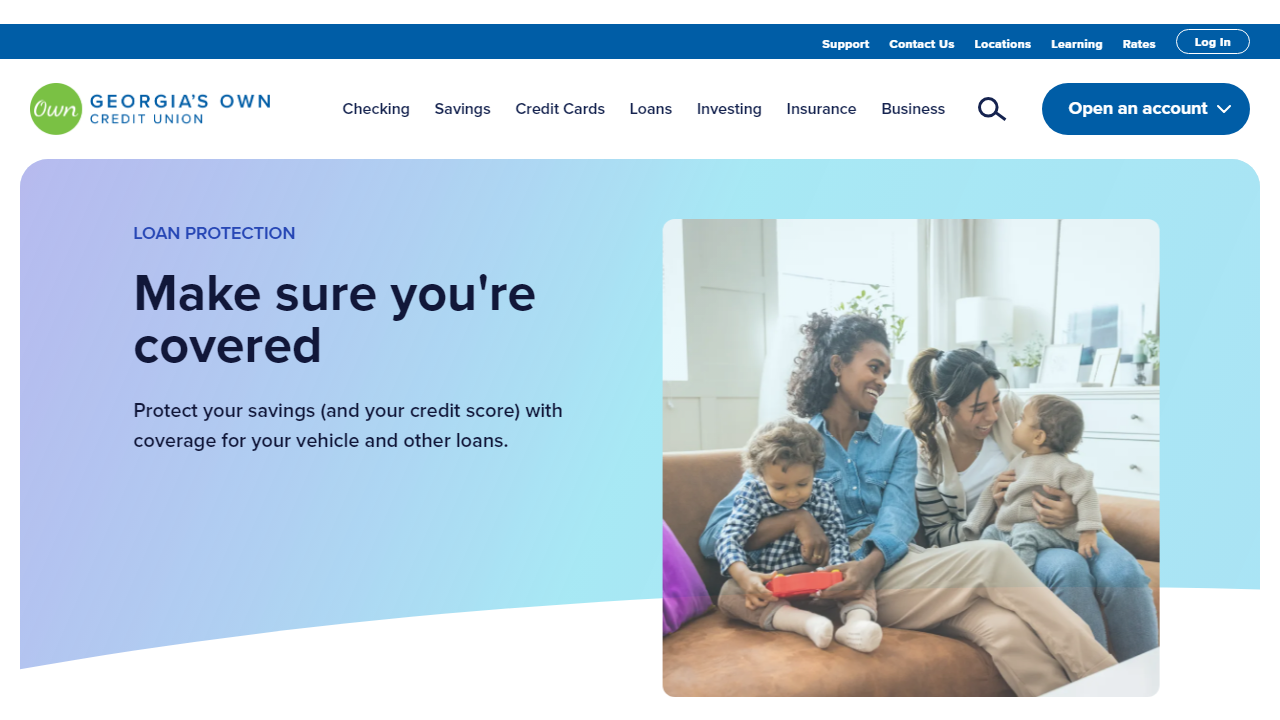 Support Contact Us Locations Learning Rates Log In
Own GEORGIA'S OWN
CREDIT UNION
Checking Savings Credit Cards Loans Investing Insurance Business
Open an account
LOAN PROTECTION
Make sure you're
covered
Protect your savings (and your credit score) with
coverage for your vehicle and other loans.